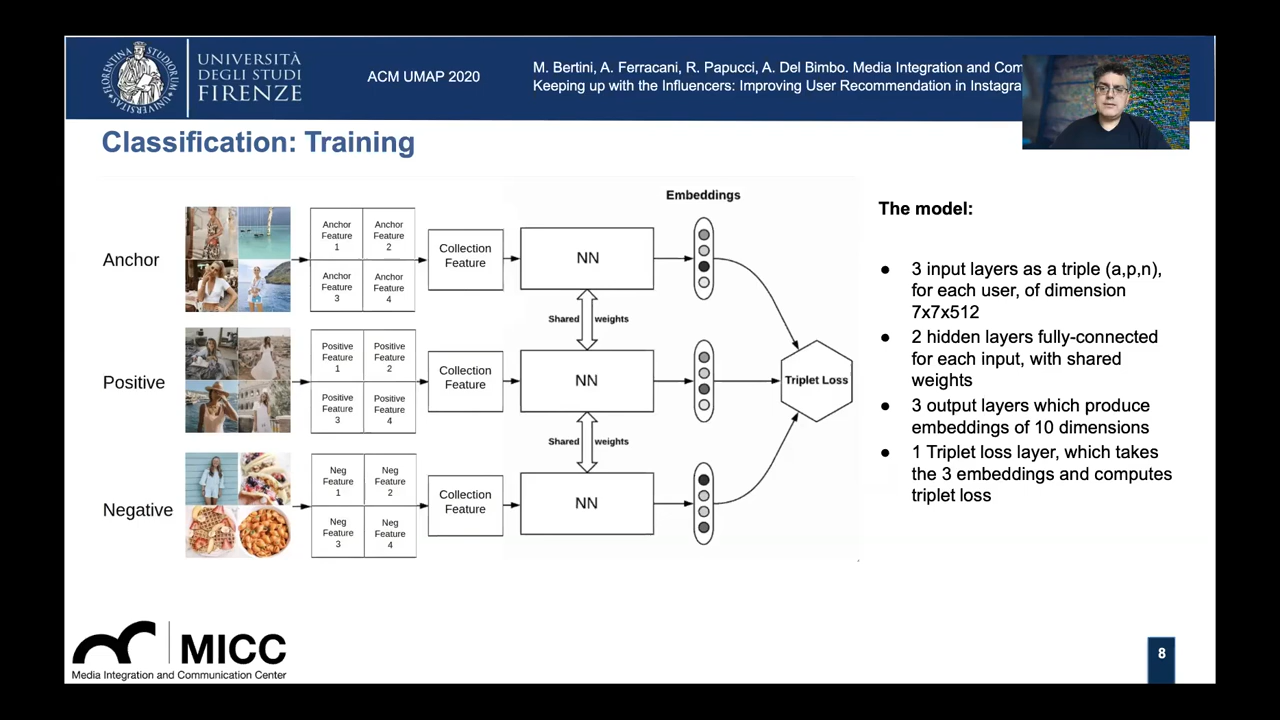 UNIVERSITÀ
DEGLI STUDI
FIRENZE
ACM UMAP 2020
M. Bertini, A. Ferracani, R. Papucci, A. Del Bimbo. Media Integration and Com
Keeping up with the Influencers: Improving User Recommendation in Instagra
Classification: Training
Embeddings
Anchor
Anchor
Feature
1
Anchor
Feature
2
Anchor
Feature
3
Anchor
Feature
4
Collection
Feature
NN
Shared weights
Positive
Positive
Feature
1
Positive
Feature
2
Positive
Feature
3
Positive
Feature
4
Collection
Feature
NN
Triplet Loss
Shared weights
Negative
Neg
Feature
1
Neg
Feature
2
Neg
Feature
3
Neg
Feature
4
Collection
Feature
NN
The model:
● 3 input layers as a triple (a,p,n),
for each user, of dimension
7x7x512
● 2 hidden layers fully-connected
for each input, with shared
weights
● 3 output layers which produce
embeddings of 10 dimensions
● 1 Triplet loss layer, which takes
the 3 embeddings and computes
triplet loss
MICC
Media Integration and Communication Center
8